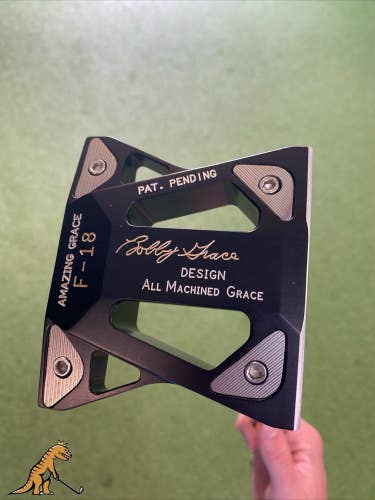 PAT. PENDING
Bobby Grace
DESIGN
ALL MACHINED GRACE
AMAZING GRACE
F-18